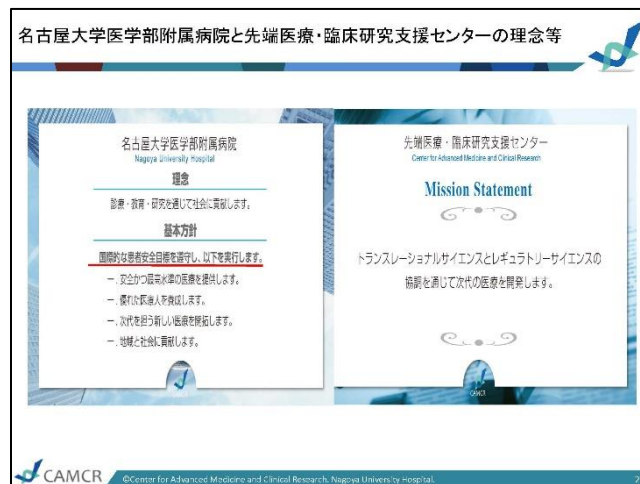 名古屋大学医学部附属病院と先端医療・臨床研究支援センターの理念等
名古屋大学医学部附属病院
Nagoya University Hospital
理念
診療・教育・研究を通じて社会に貢献します。
基本方針
国際的な患者安全目標を遵守し、以下を実行します。
一、安全かつ最高水準の医療を提供します。
一、優れた医療人を養成します。
一、次代を担う新しい医療を開拓します。
一、地域と社会に貢献します。
先端医療・臨床研究支援センター
Center for Advanced Medicine and Clinical Research
Mission Statement
トランスレーショナルサイエンスとレギュラトリーサイエンスの
協調を通じて次代の医療を開発します。
CAMCR
CAMCR
©Center for Advanced Medicine and Clinical Research, Nagoya University Hospital.
2